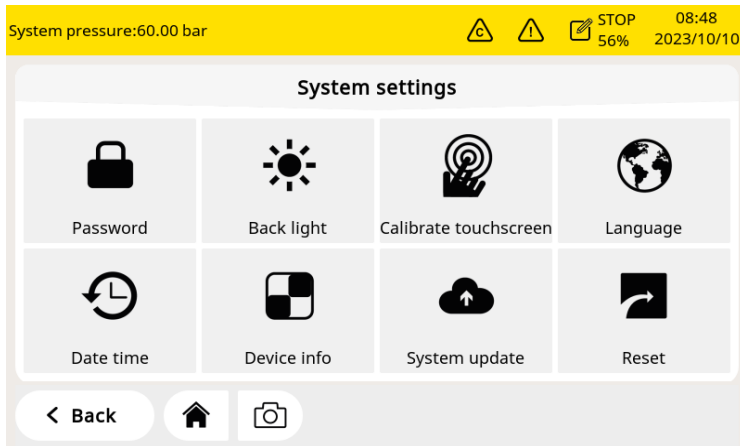 System pressure:60.00 bar
C
!
STOP
56%
08:48
2023/10/10
System settings
Password
Back light
Calibrate touchscreen
Language
Date time
Device info
System update
Reset
Back